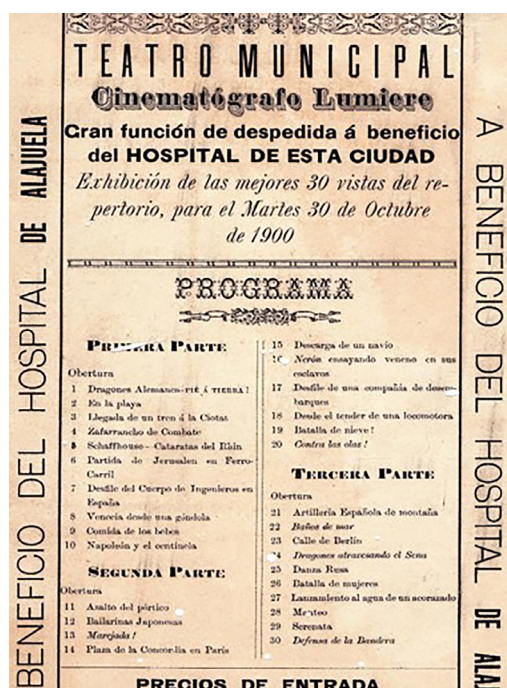 TEATRO MUNICIPAL
Cinematógrafo Lumiere
Gran función de despedida á beneficio
del HOSPITAL DE ESTA CIUDAD
Exhibición de las mejores 30 vistas del re-
pertorio, para el Martes 30 de Octubre
de 1900
PROGRAMA
PRIMERA PARTE
Obertura
1 Dragones Alemanes—PIÉ Á TIERRA!
2 En la playa
3 Llegada de un tren á la Ciotat
4 Zafarrancho de Combate
5 Schaffhouse—Cataratas del Rhin
6 Partida de Jerusalen en Ferro-
Carril
7 Desfile del Cuerpo de Ingenieros en
España
8 Venecia desde una góndola
9 Comida de los bebes
10 Napoleón y el centinela
SEGUNDA PARTE
Obertura
11 Asalto del pórtico
12 Bailarinas Japonesas
13 Marejada!
14 Plaza de la Concordia en París
15 Descarga de un navío
16 Nerón ensayando veneno en sus
esclavos
17 Desfile de una compañía de desem-
barques
18 Desde el tender de una locomotora
19 Batalla de nieve!
20 Contra las olas!
TERCERA PARTE
Obertura
21 Artillería Española de montaña
22 Baños de mar
23 Calle de Berlín
24 Dragones atravesando el Sena
25 Danza Rusa
26 Batalla de mujeres
27 Lanzamiento al agua de un acorazado
28
29 Serenata
30 Defensa de la Bandera
PRECIOS DE ENTRADA
BENEFICIO DEL HOSPITAL DE ALAJUELA
A BENEFICIO DEL HOSPITAL DE ALA